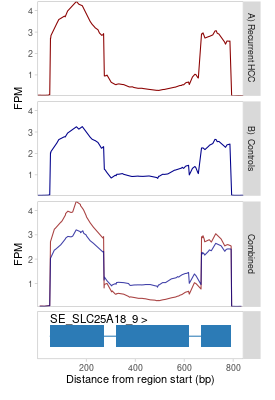 4
3
2
1
A) Recurrent HCC
FPM
4
3
2
1
B) Controls
4
3
2
1
FPM
Combined
SE_SLC25A18_9 >
200 400 600 800
Distance from region start (bp)